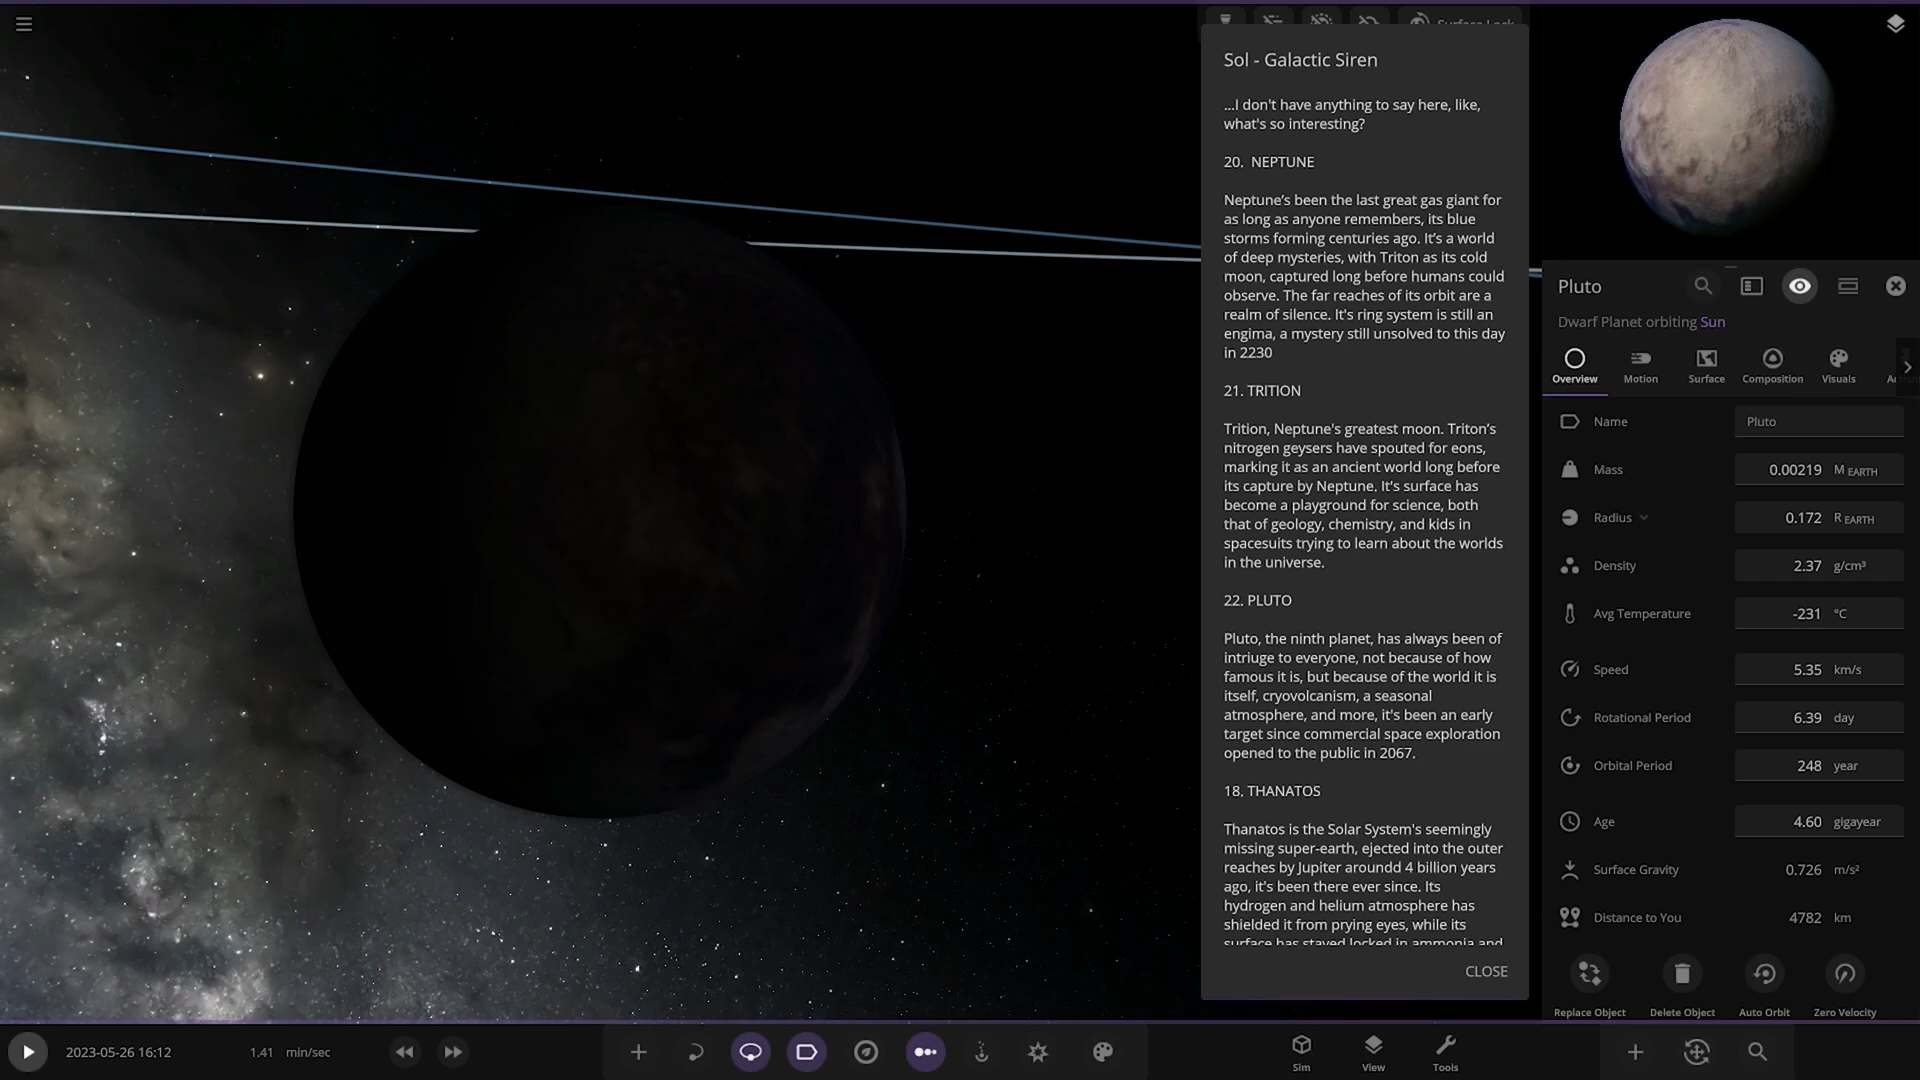 Surface Lock
Sol - Galactic Siren
...I don't have anything to say here, like,
what's so interesting?
20.  NEPTUNE
Neptune’s been the last great gas giant for
as long as anyone remembers, its blue
storms forming centuries ago. It’s a world
of deep mysteries, with Triton as its cold
moon, captured long before humans could
observe. The far reaches of its orbit are a
realm of silence. It's ring system is still an
engima, a mystery still unsolved to this day
in 2230
21. TRITION
Trition, Neptune's greatest moon. Triton’s
nitrogen geysers have spouted for eons,
marking it as an ancient world long before
its capture by Neptune. It's surface has
become a playground for science, both
that of geology, chemistry, and kids in
spacesuits trying to learn about the worlds
in the universe.
22. PLUTO
Pluto, the ninth planet, has always been of
intriuge to everyone, not because of how
famous it is, but because of the world it is
itself, cryovolcanism, a seasonal
atmosphere, and more, it's been an early
target since commercial space exploration
opened to the public in 2067.
18. THANATOS
Thanatos is the Solar System's seemingly
missing super-earth, ejected into the outer
reaches by Jupiter aroundd 4 billion years
ago, it's been there ever since. Its
hydrogen and helium atmosphere has
shielded it from prying eyes, while its
surface has stayed locked in ammonia and
CLOSE
Pluto
Dwarf Planet orbiting Sun
Overview Motion Surface Composition Visuals
Name Pluto
Mass 0.00219 M EARTH
Radius 0.172 R EARTH
Density 2.37 g/cm³
Avg Temperature -231 °C
Speed 5.35 km/s
Rotational Period 6.39 day
Orbital Period 248 year
Age 4.60 gigayear
Surface Gravity 0.726 m/s²
Distance to You 4782 km
Replace Object Delete Object Auto Orbit Zero Velocity
2023-05-26 16:12 1.41 min/sec
Sim View Tools